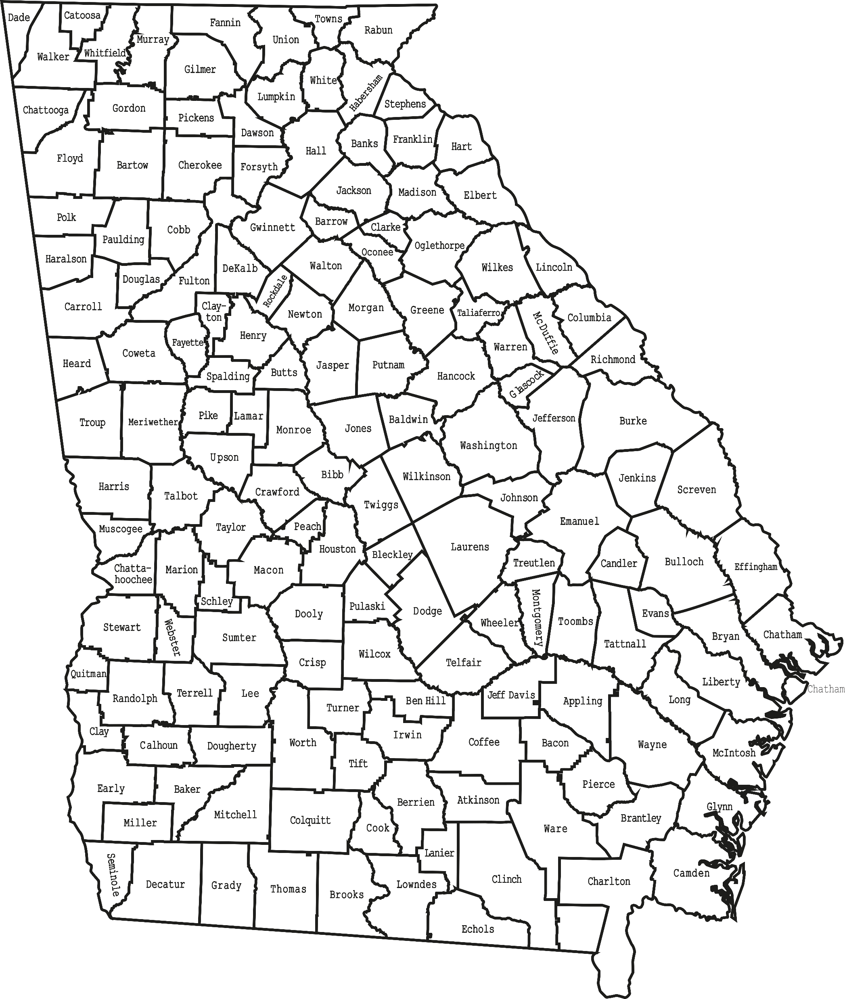 Dade
Catoosa
Fannin
Towns
Rabun
Union
Murray
Whitfield
Walker
Gilmer
White
Habersham
Lumpkin
Stephens
Chattooga
Gordon
Pickens
Dawson
Banks
Franklin
Hart
Hall
Floyd
Bartow
Cherokee
Forsyth
Jackson
Madison
Elbert
Polk
Cobb
Gwinnett
Barrow
Clarke
Paulding
Oconee
Oglethorpe
Haralson
Walton
Wilkes
Lincoln
DeKalb
Douglas
Fulton
Rockdale
Carroll
Clay-
ton
Newton
Morgan
Greene
Taliaferro
McDuffie
Columbia
Henry
Fayette
Warren
Coweta
Heard
Richmond
Jasper
Putnam
Butts
Spalding
Hancock
Glascock
Troup
Meriwether
Pike
Lamar
Monroe
Jones
Baldwin
Jefferson
Burke
Washington
Upson
Bibb
Wilkinson
Jenkins
Harris
Talbot
Crawford
Screven
Twiggs
Johnson
Emanuel
Muscogee
Taylor
Peach
Houston
Laurens
Bleckley
Treutlen
Candler
Bulloch
Effingham
Chatta-
hoochee
Marion
Macon
Schley
Dooly
Pulaski
Dodge
Montgomery
Evans
Stewart
Webster
Sumter
Wheeler
Toombs
Tattnall
Bryan
Chatham
Wilcox
Crisp
Telfair
Quitman
Liberty
Chatham
Randolph
Terrell
Lee
Turner
Ben Hill
Jeff Davis
Appling
Long
Clay
Calhoun
Dougherty
Worth
Irwin
Coffee
Bacon
Wayne
McIntosh
Tift
Early
Baker
Pierce
Berrien
Atkinson
Glynn
Mitchell
Miller
Colquitt
Cook
Ware
Brantley
Lanier
Seminole
Decatur
Grady
Thomas
Brooks
Lowndes
Clinch
Charlton
Camden
Echols